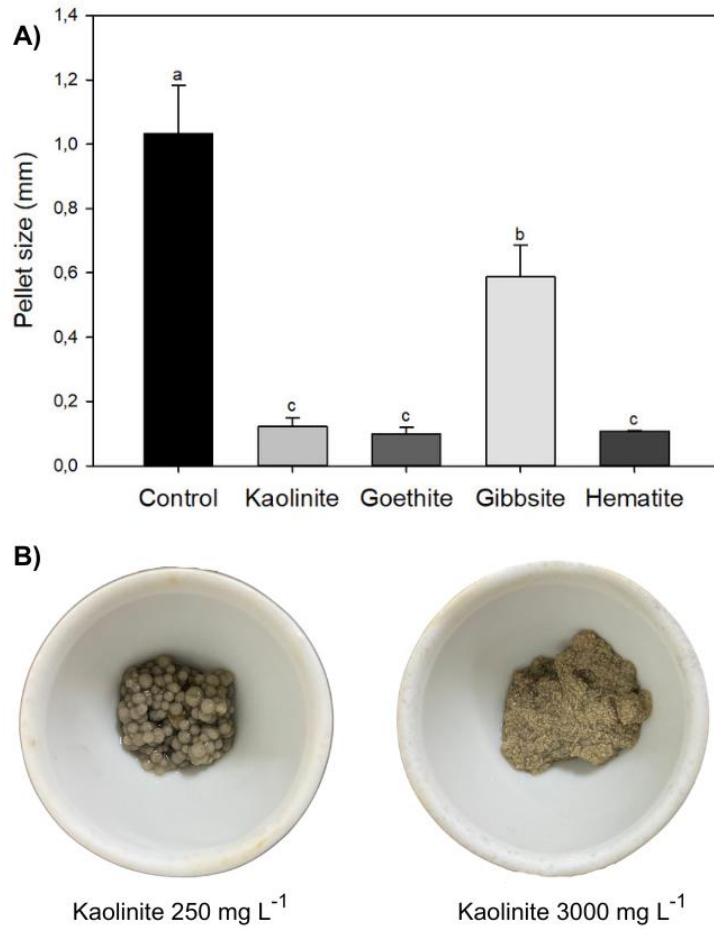 A)
1,4
1,2
1,0
0,8
0,6
0,4
0,2
0,0
Pellet size (mm)
a
c
c
b
c
Control Kaolinite Goethite Gibbsite Hematite
B)
Kaolinite 250 mg L⁻¹ Kaolinite 3000 mg L⁻¹